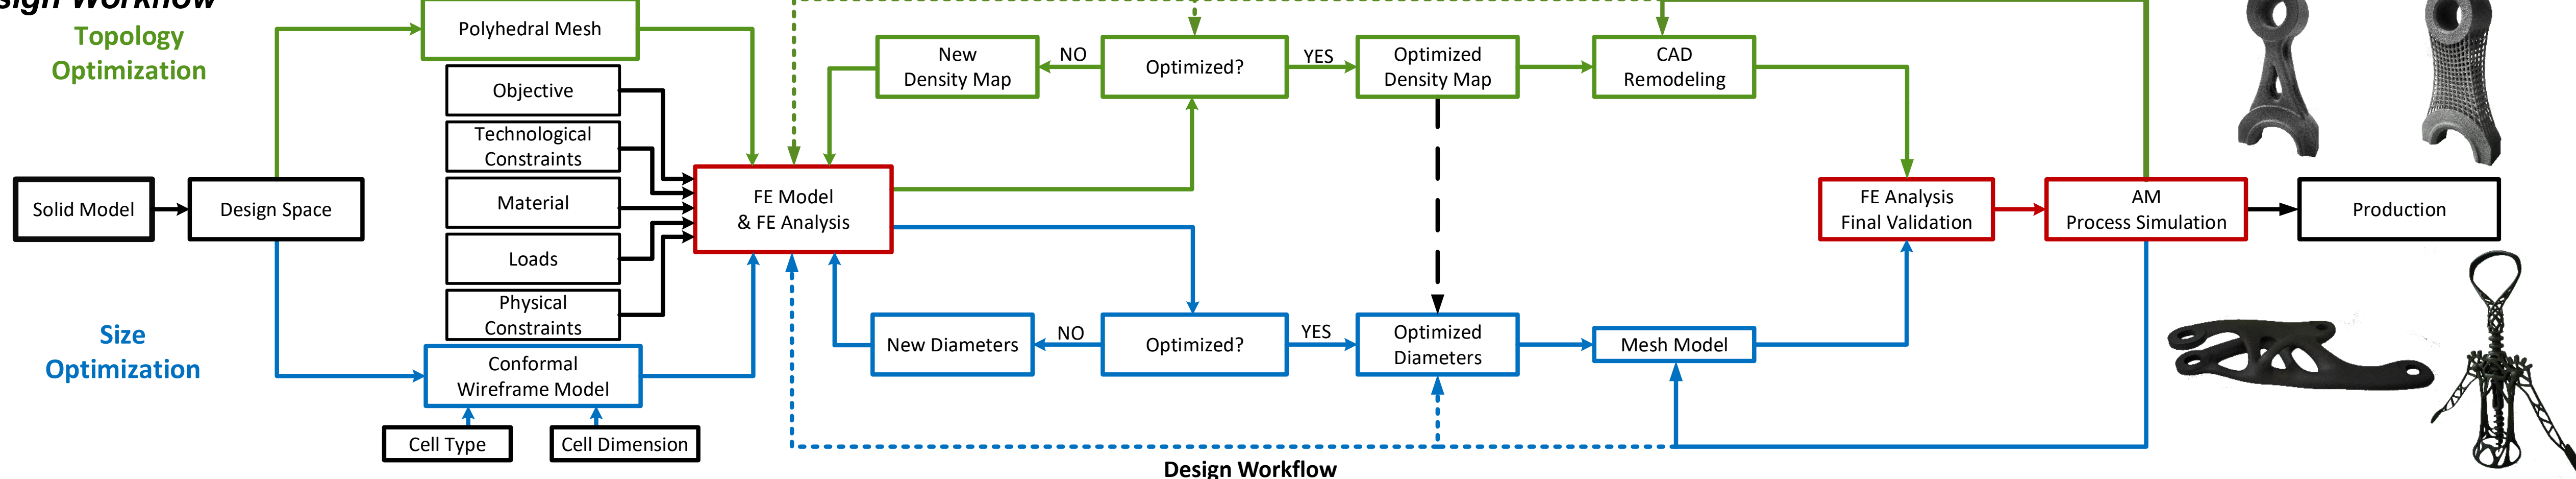 sign Workflow
Topology
Optimization
Polyhedral Mesh
Objective
Technological
Constraints
Material
Loads
Physical
Constraints
Solid Model
Design Space
Size
Optimization
Conformal
Wireframe Model
Cell Type
Cell Dimension
FE Model
& FE Analysis
New
Density Map
NO
Optimized?
YES
Optimized
Density Map
CAD
Remodeling
New Diameters
NO
Optimized?
YES
Optimized
Diameters
Mesh Model
FE Analysis
Final Validation
AM
Process Simulation
Production
Design Workflow